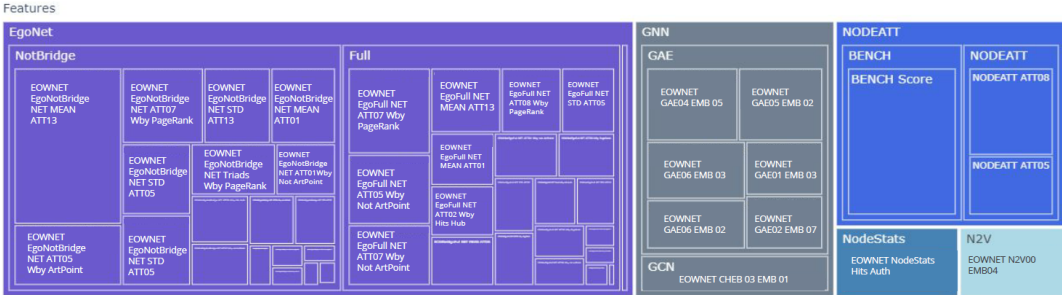 Features
EgoNet
NotBridge
EOWNET
EgoNotBridge
NET MEAN
ATT13
EOWNET
EgoNotBridge
NET ATT07
Wby PageRank
EOWNET
EgoNotBridge
NET STD
ATT13
EOWNET
EgoNotBridge
NET MEAN
ATT01
EOWNET
EgoNotBridge
NET STD
ATT05
EOWNET
EgoNotBridge
NET Triads
Wby PageRank
EOWNET
EgoNotBridge
NET ATT01Wby
Not ArtPoint
EOWNET
EgoNotBridge
NET ATT05
Wby ArtPoint
EOWNET
EgoNotBridge
NET STD
ATT05
Full
EOWNET
EgoFull NET
ATT07 Wby
PageRank
EOWNET
EgoFull NET
MEAN ATT13
EOWNET
EgoFull NET
ATT08 Wby
PageRank
EOWNET
EgoFull NET
STD ATT05
EOWNET
EgoFull NET
MEAN ATT01
EOWNET
EgoFull NET
ATT05 Wby
Not ArtPoint
EOWNET
EgoFull NET
ATT02 Wby
Hits Hub
EOWNET
EgoFull NET
ATT07 Wby
Not ArtPoint
GNN
GAE
EOWNET
GAE04 EMB 05
EOWNET
GAE05 EMB 02
EOWNET
GAE06 EMB 03
EOWNET
GAE01 EMB 03
EOWNET
GAE06 EMB 02
EOWNET
GAE02 EMB 07
GCN
EOWNET CHEB 03 EMB 01
NODEATT
BENCH
BENCH Score
NODEATT
NODEATT ATT08
NODEATT ATT05
NodeStats
EOWNET NodeStats
Hits Auth
N2V
EOWNET N2V00
EMB04